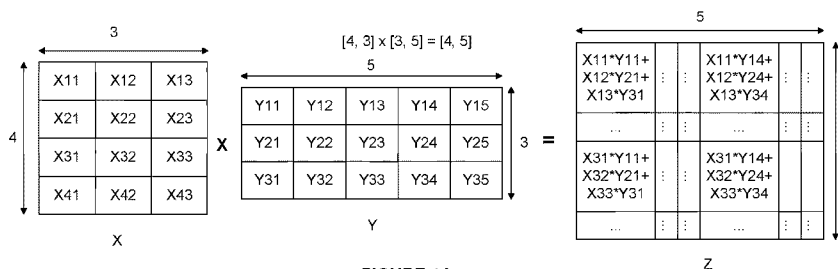 [4, 3] x [3, 5] = [4, 5]
3
4
X11 X12 X13
X21 X22 X23
X31 X32 X33
X41 X42 X43
X
X
5
Y11 Y12 Y13 Y14 Y15
Y21 Y22 Y23 Y24 Y25
Y31 Y32 Y33 Y34 Y35
3
Y
=
5
X11*Y11+ ⋮ ⋮ X11*Y14+ ⋮ ⋮
X12*Y21+ X12*Y24+
X13*Y31 X13*Y34
... ⋮ ⋮ ... ⋮ ⋮
X31*Y11+ ⋮ ⋮ X31*Y14+ ⋮ ⋮
X32*Y21+ X32*Y24+
X33*Y31 X33*Y34
... ⋮ ⋮ ... ⋮ ⋮
Z